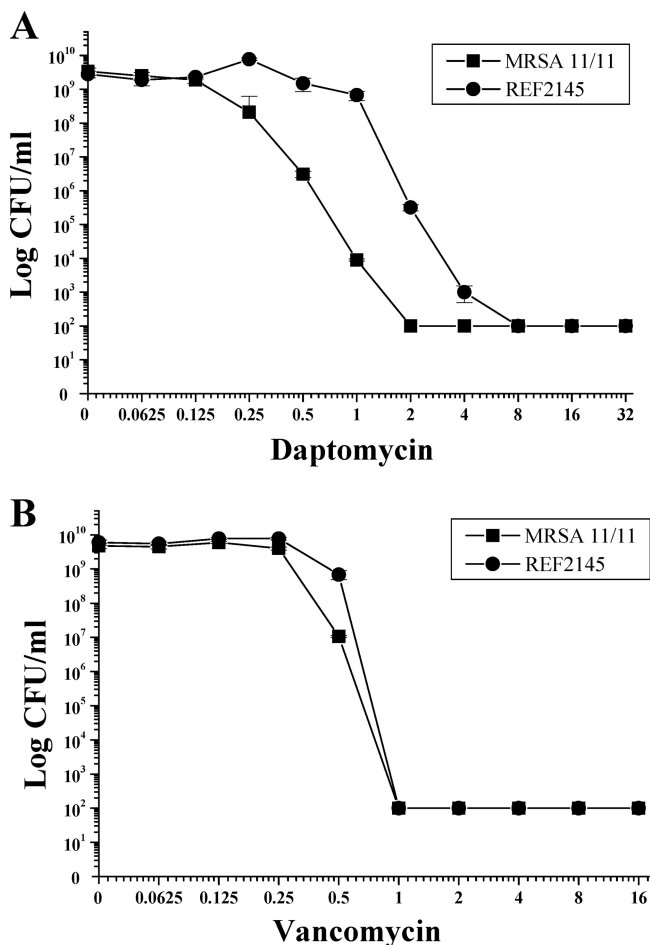 A
MRSA 11/11
REF2145
Log CFU/ml
10^10
10^9
10^8
10^7
10^6
10^5
10^4
10^3
10^2
10^1
0
0 0.0625 0.125 0.25 0.5 1 2 4 8 16 32
Daptomycin
B
MRSA 11/11
REF2145
Log CFU/ml
10^10
10^9
10^8
10^7
10^6
10^5
10^4
10^3
10^2
10^1
0
0 0.0625 0.125 0.25 0.5 1 2 4 8 16
Vancomycin